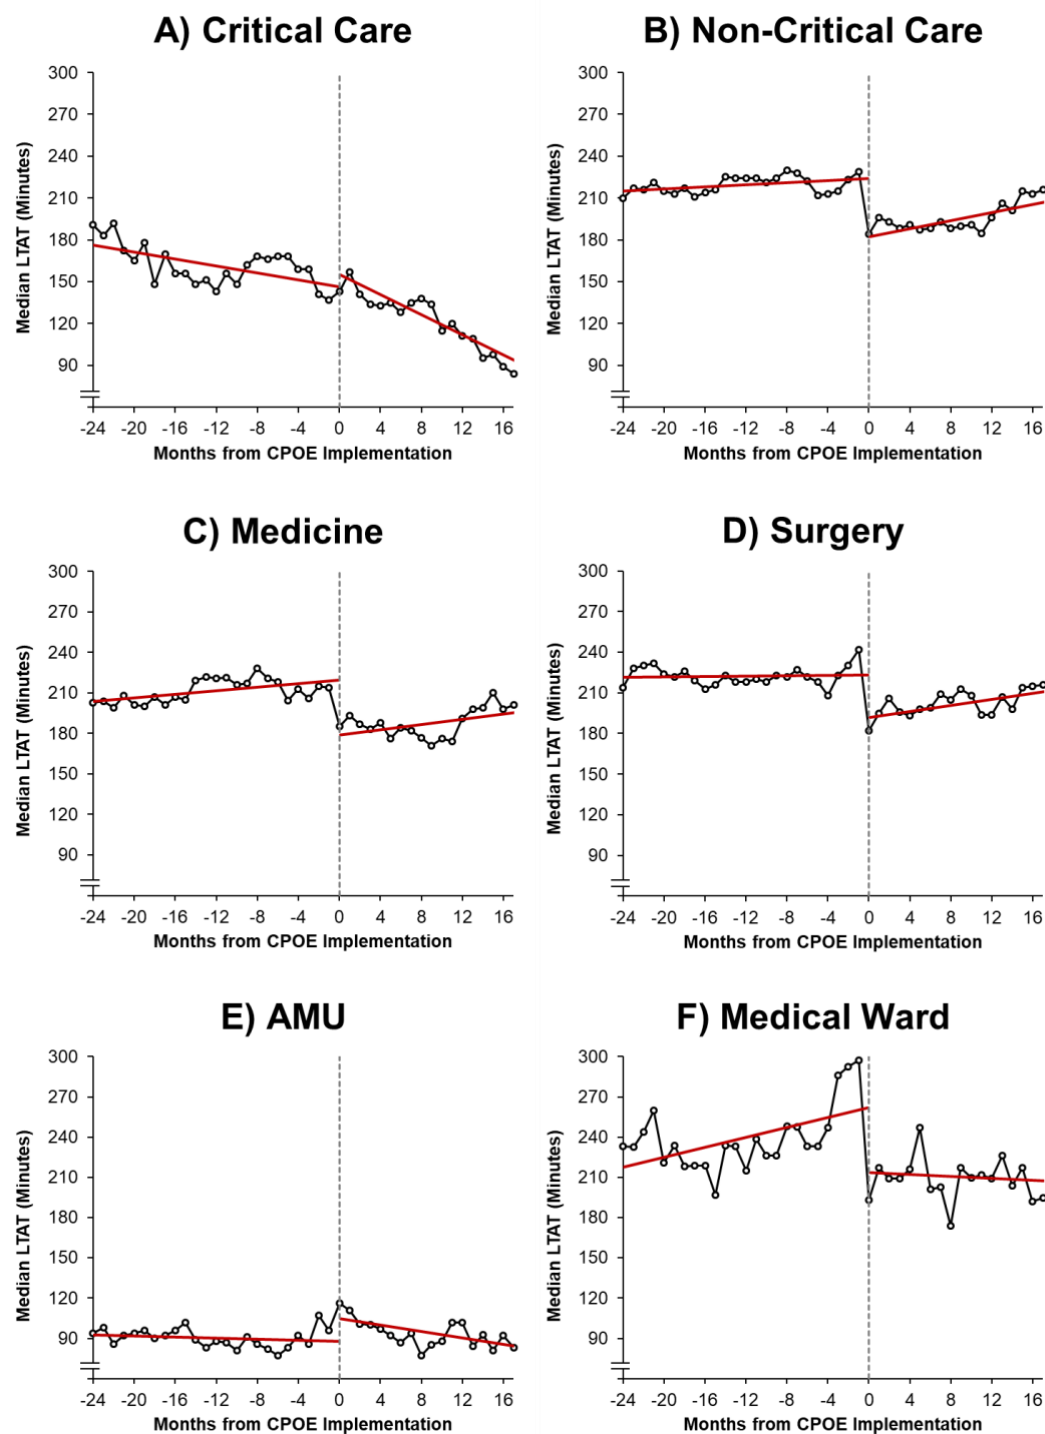 A) Critical Care
300
270
240
210
180
150
120
90
Median LTAT (Minutes)
-24 -20 -16 -12 -8 -4 0 4 8 12 16
Months from CPOE Implementation
B) Non-Critical Care
300
270
240
210
180
150
120
90
Median LTAT (Minutes)
-24 -20 -16 -12 -8 -4 0 4 8 12 16
Months from CPOE Implementation
C) Medicine
300
270
240
210
180
150
120
90
Median LTAT (Minutes)
-24 -20 -16 -12 -8 -4 0 4 8 12 16
Months from CPOE Implementation
D) Surgery
300
270
240
210
180
150
120
90
Median LTAT (Minutes)
-24 -20 -16 -12 -8 -4 0 4 8 12 16
Months from CPOE Implementation
E) AMU
300
270
240
210
180
150
120
90
Median LTAT (Minutes)
-24 -20 -16 -12 -8 -4 0 4 8 12 16
Months from CPOE Implementation
F) Medical Ward
300
270
240
210
180
150
120
90
Median LTAT (Minutes)
-24 -20 -16 -12 -8 -4 0 4 8 12 16
Months from CPOE Implementation